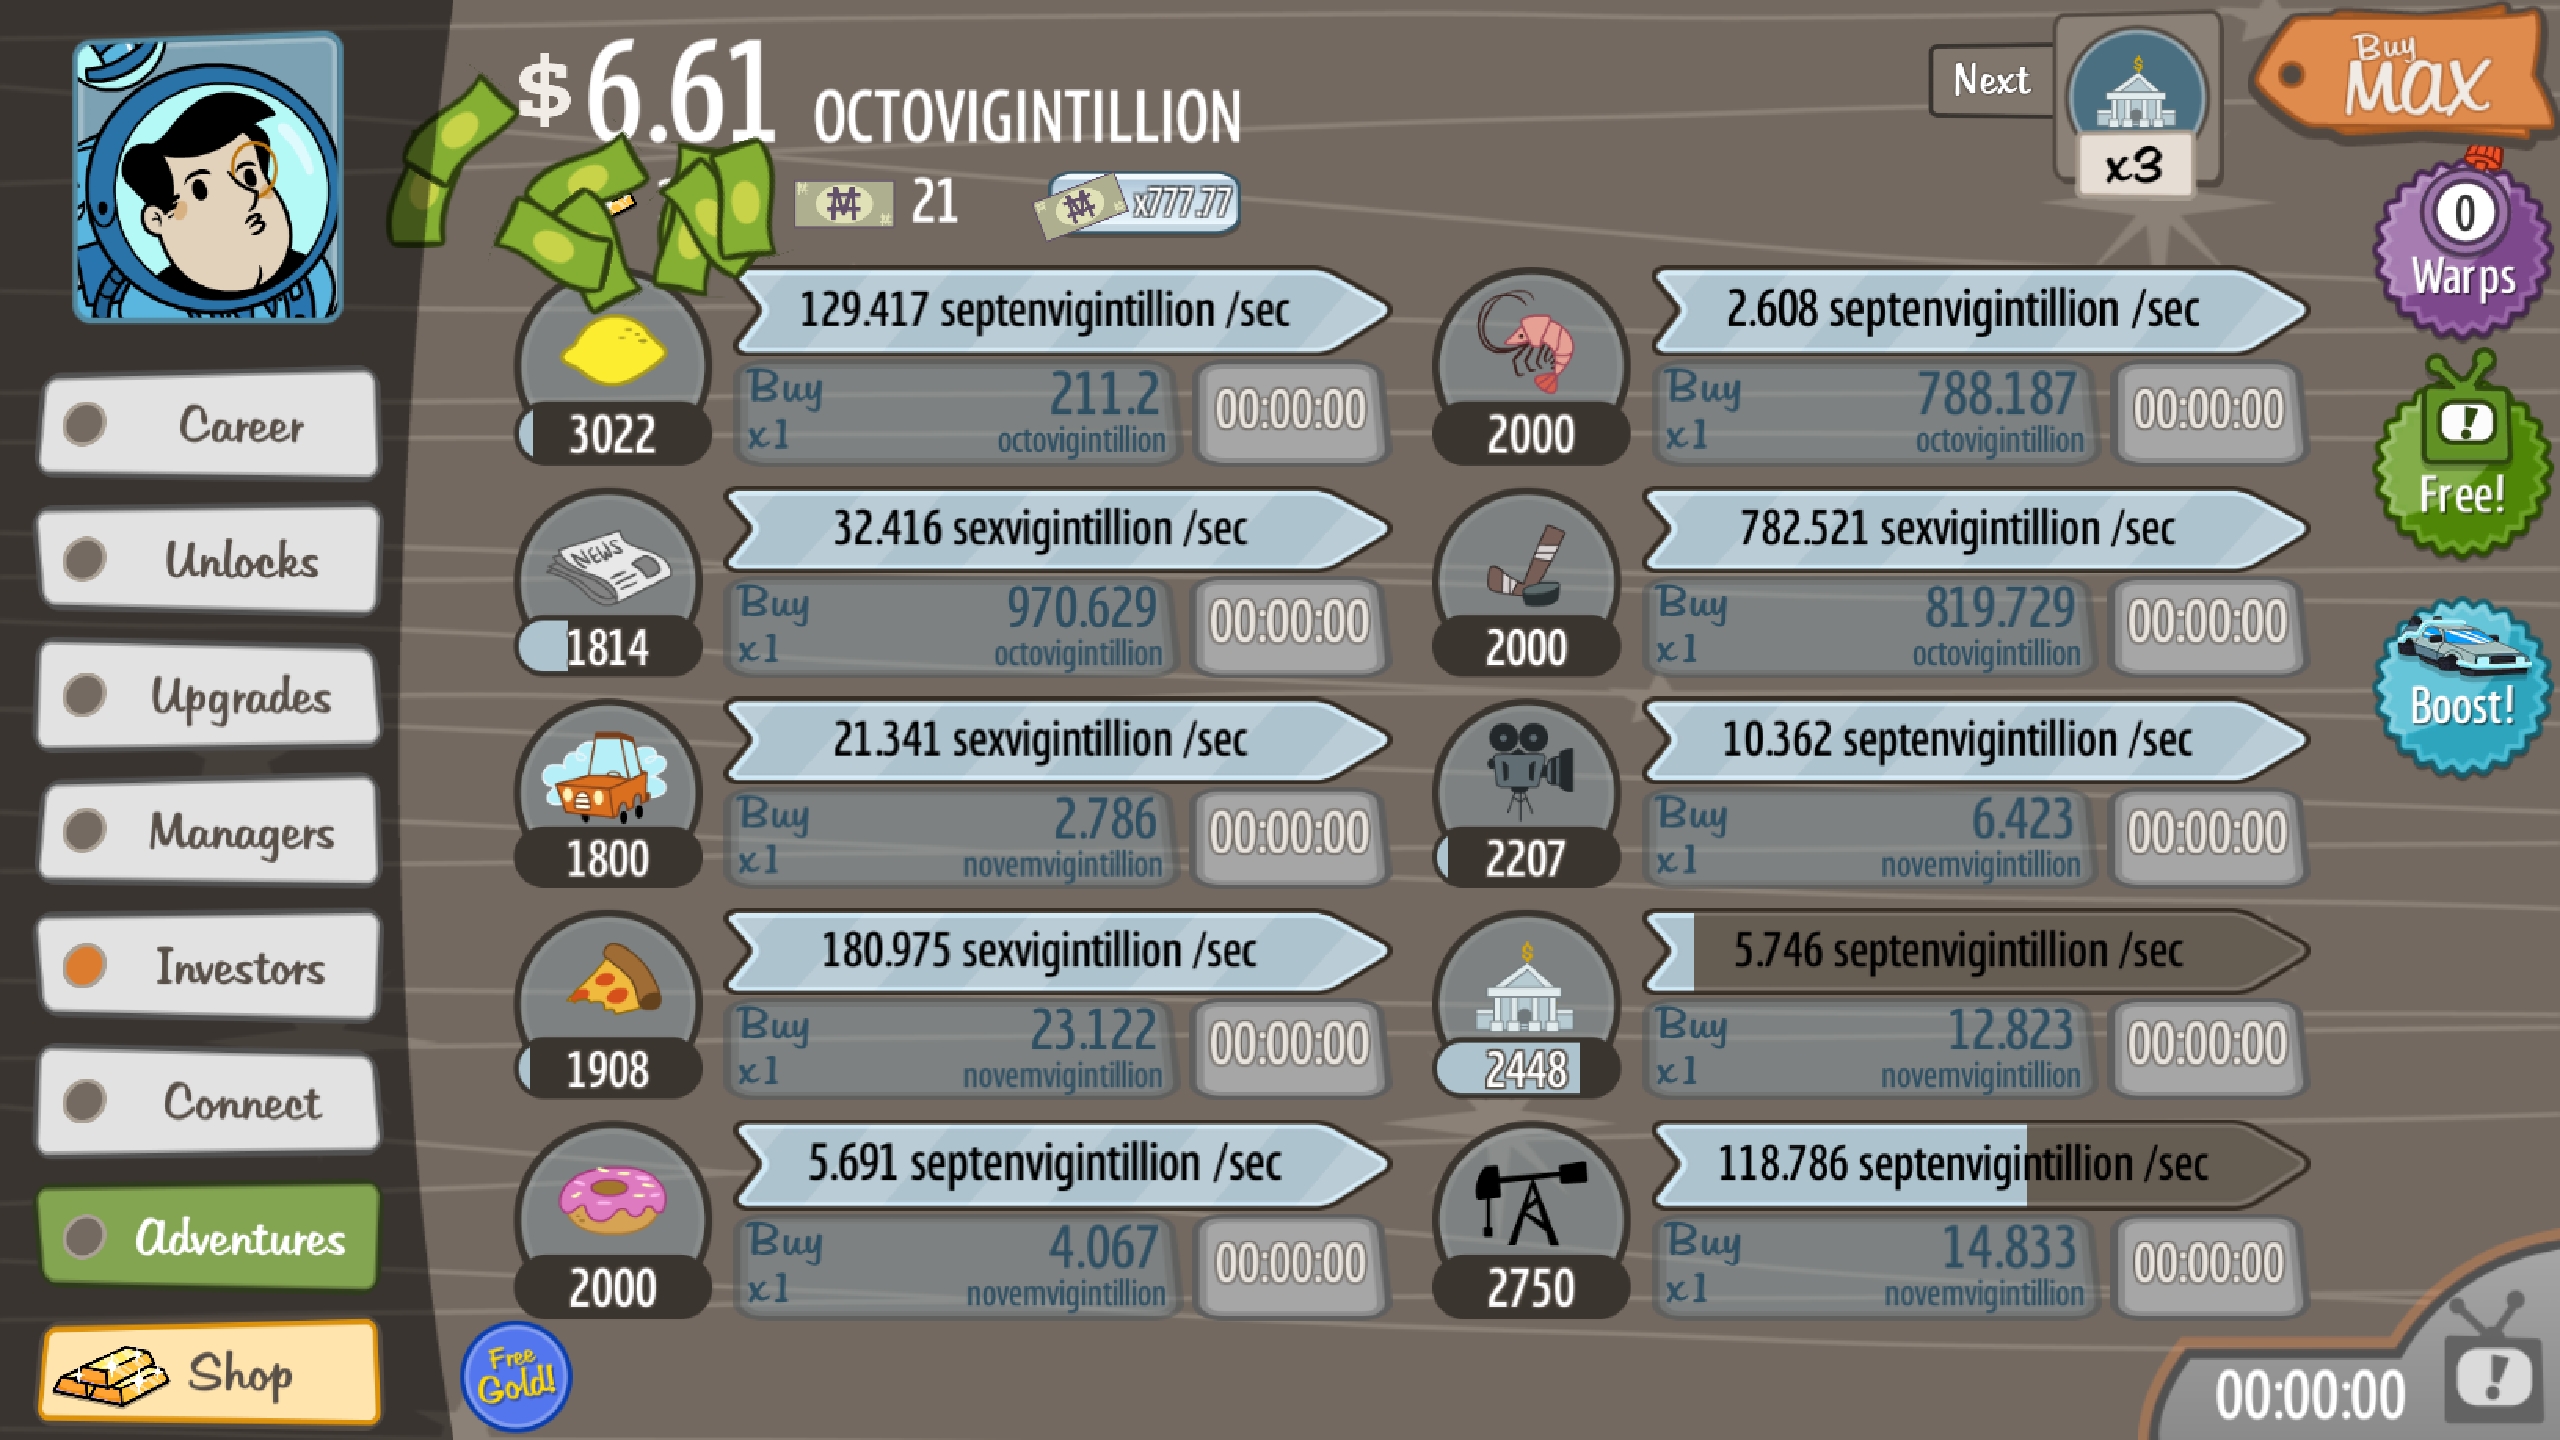 $6.61 OCTOVIGINTILLION
21
x777.77
Next
x3
Buy
MAX
0
Warps
Free!
Boost!
Career
Unlocks
Upgrades
Managers
Investors
Connect
Adventures
Shop
Free
Gold!
129.417 septenvigintillion /sec
3022
Buy
x1
211.2
octovigintillion
00:00:00
NEWS
32.416 sexvigintillion /sec
1814
Buy
x1
970.629
octovigintillion
00:00:00
21.341 sexvigintillion /sec
1800
Buy
x1
2.786
novemvigintillion
00:00:00
180.975 sexvigintillion /sec
1908
Buy
x1
23.122
novemvigintillion
00:00:00
5.691 septenvigintillion /sec
2000
Buy
x1
4.067
novemvigintillion
00:00:00
2.608 septenvigintillion /sec
2000
Buy
x1
788.187
octovigintillion
00:00:00
782.521 sexvigintillion /sec
2000
Buy
x1
819.729
octovigintillion
00:00:00
10.362 septenvigintillion /sec
2207
Buy
x1
6.423
novemvigintillion
00:00:00
$
5.746 septenvigintillion /sec
2448
Buy
x1
12.823
novemvigintillion
00:00:00
118.786 septenvigintillion /sec
2750
Buy
x1
14.833
novemvigintillion
00:00:00
00:00:00
!